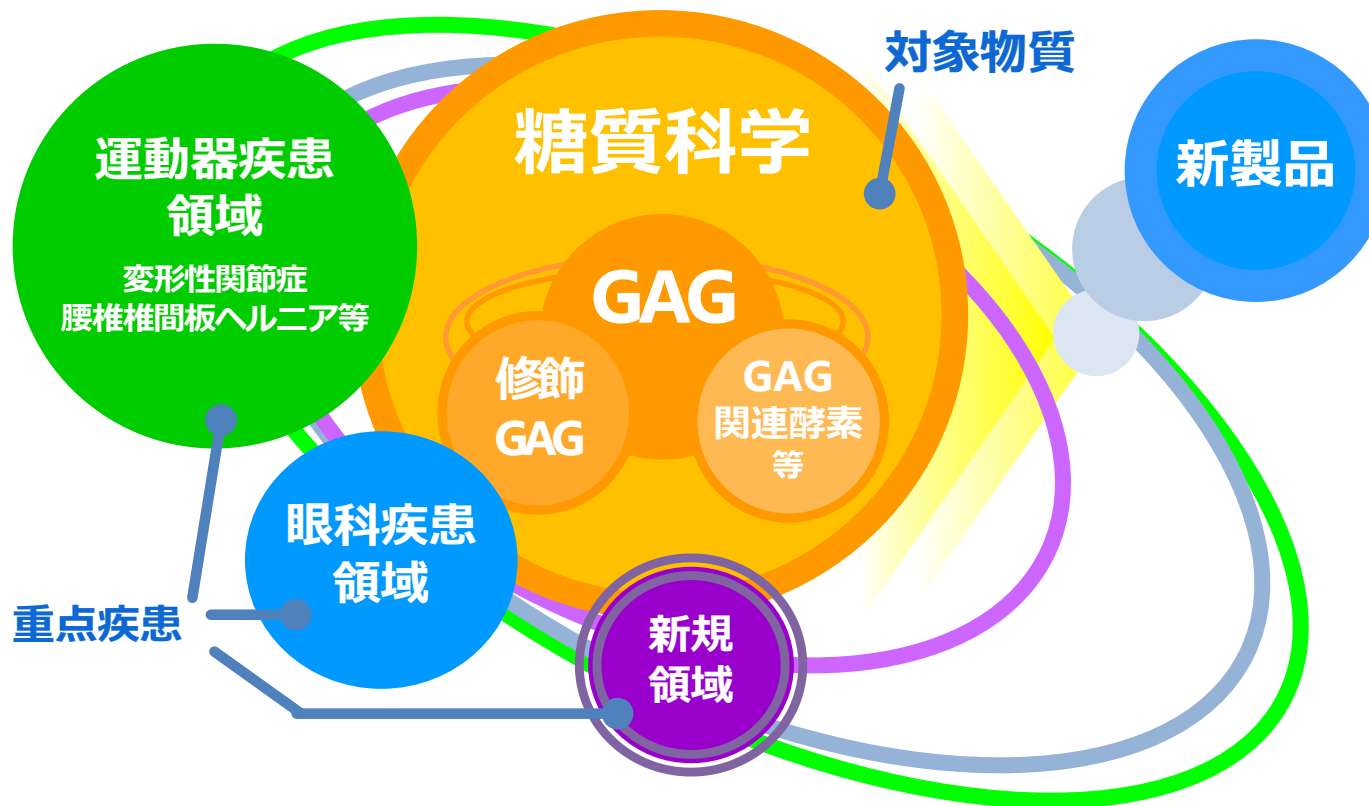 対象物質
糖質科学
新製品
運動器疾患
領域
変形性関節症
腰椎椎間板ヘルニア等
GAG
修飾
GAG
GAG
関連酵素
等
眼科疾患
領域
重点疾患
新規
領域